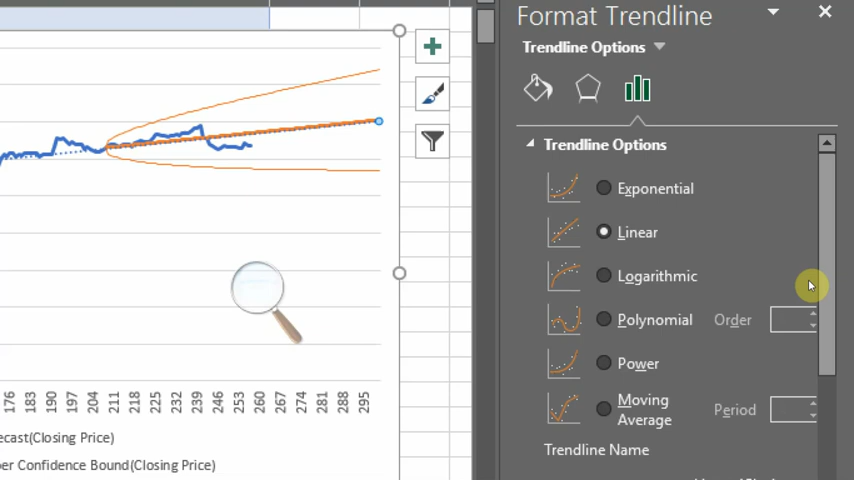 Format Trendline
Trendline Options
Trendline Options
Exponential
Linear
Logarithmic
Polynomial Order
Power
Moving
Average Period
Trendline Name
176 183 190 197 204 211 218 225 232 239 246 253 260 267 274 281 288 295
ecast(Closing Price)
per Confidence Bound(Closing Price)